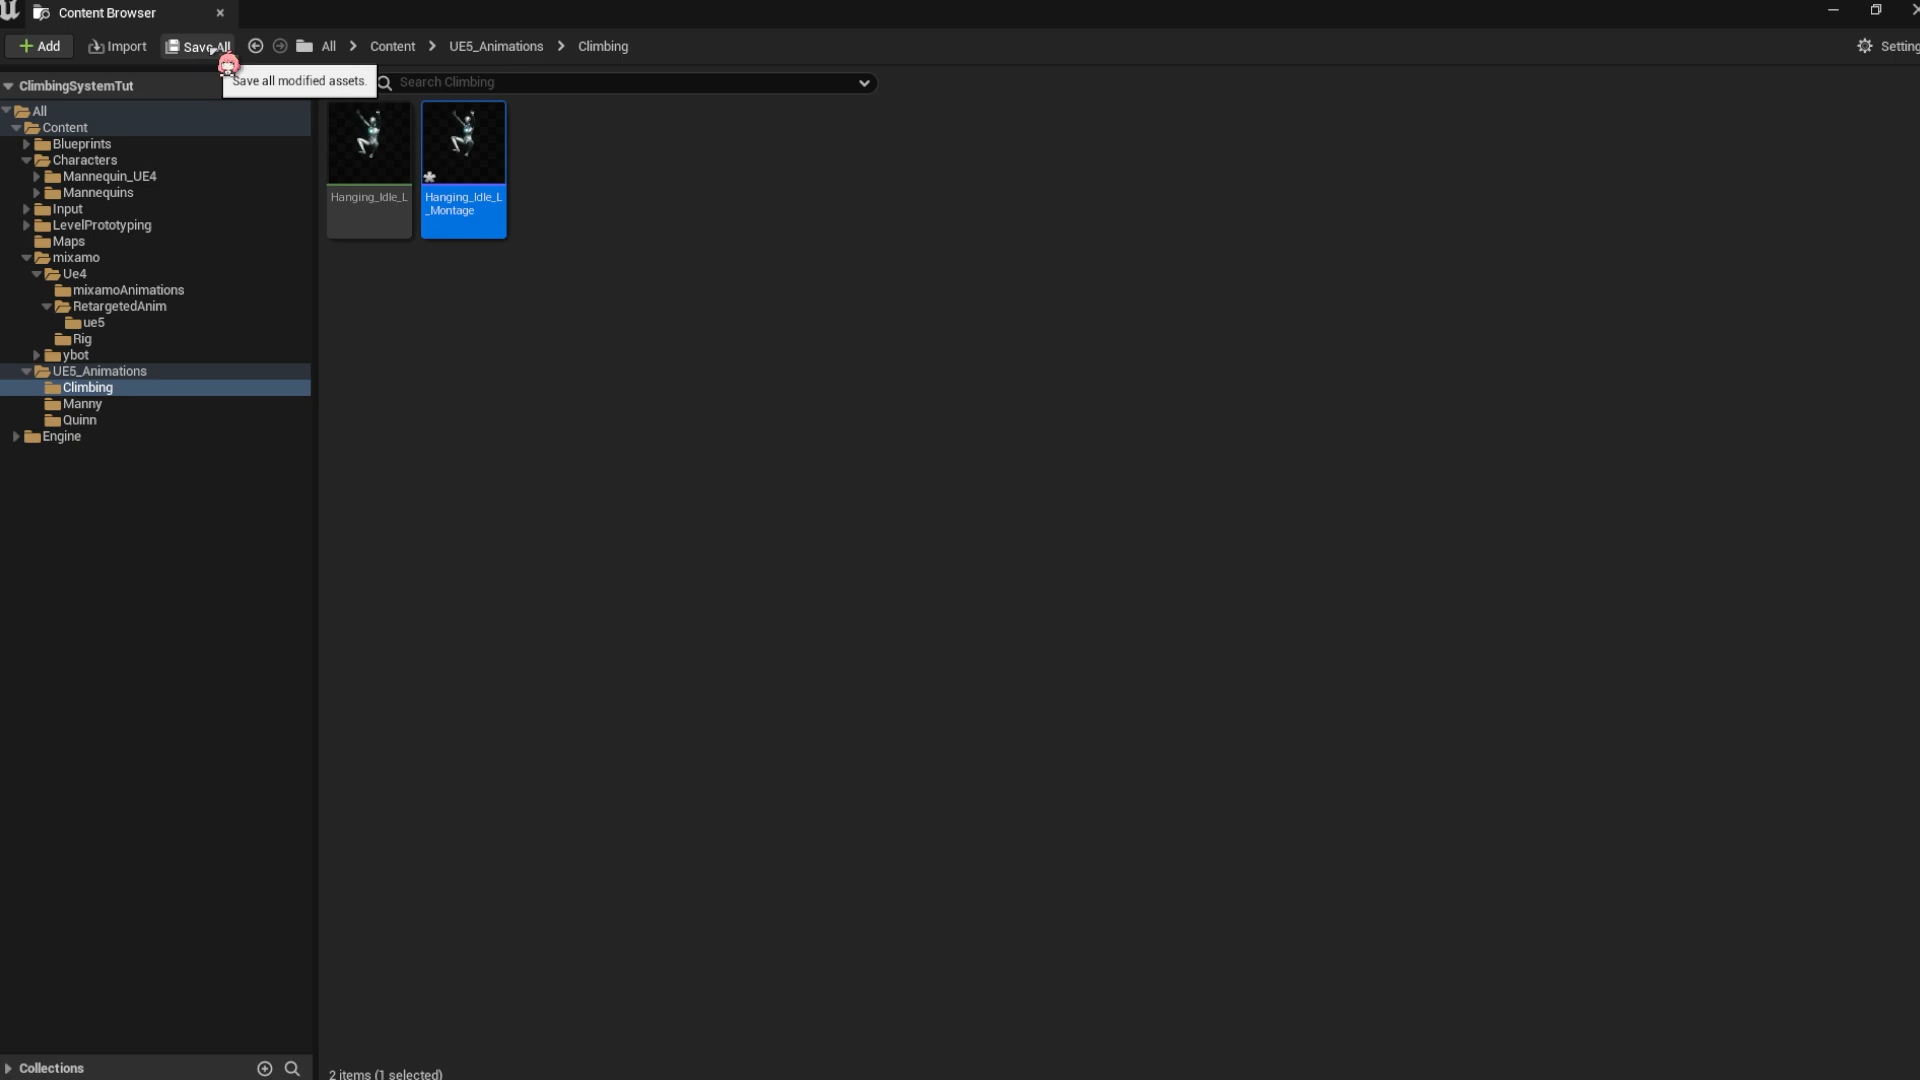 Content Browser
Add
Import
Save All
All
Content
UE5_Animations
Climbing
Setting
Save all modified assets.
Search Climbing
ClimbingSystemTut
All
Content
Blueprints
Characters
Mannequin_UE4
Mannequins
Input
LevelPrototyping
Maps
mixamo
Ue4
mixamoAnimations
RetargetedAnim
ue5
Rig
ybot
UE5_Animations
Climbing
Manny
Quinn
Engine
Hanging_Idle_L
Hanging_Idle_L
_Montage
Collections
2 items (1 selected)